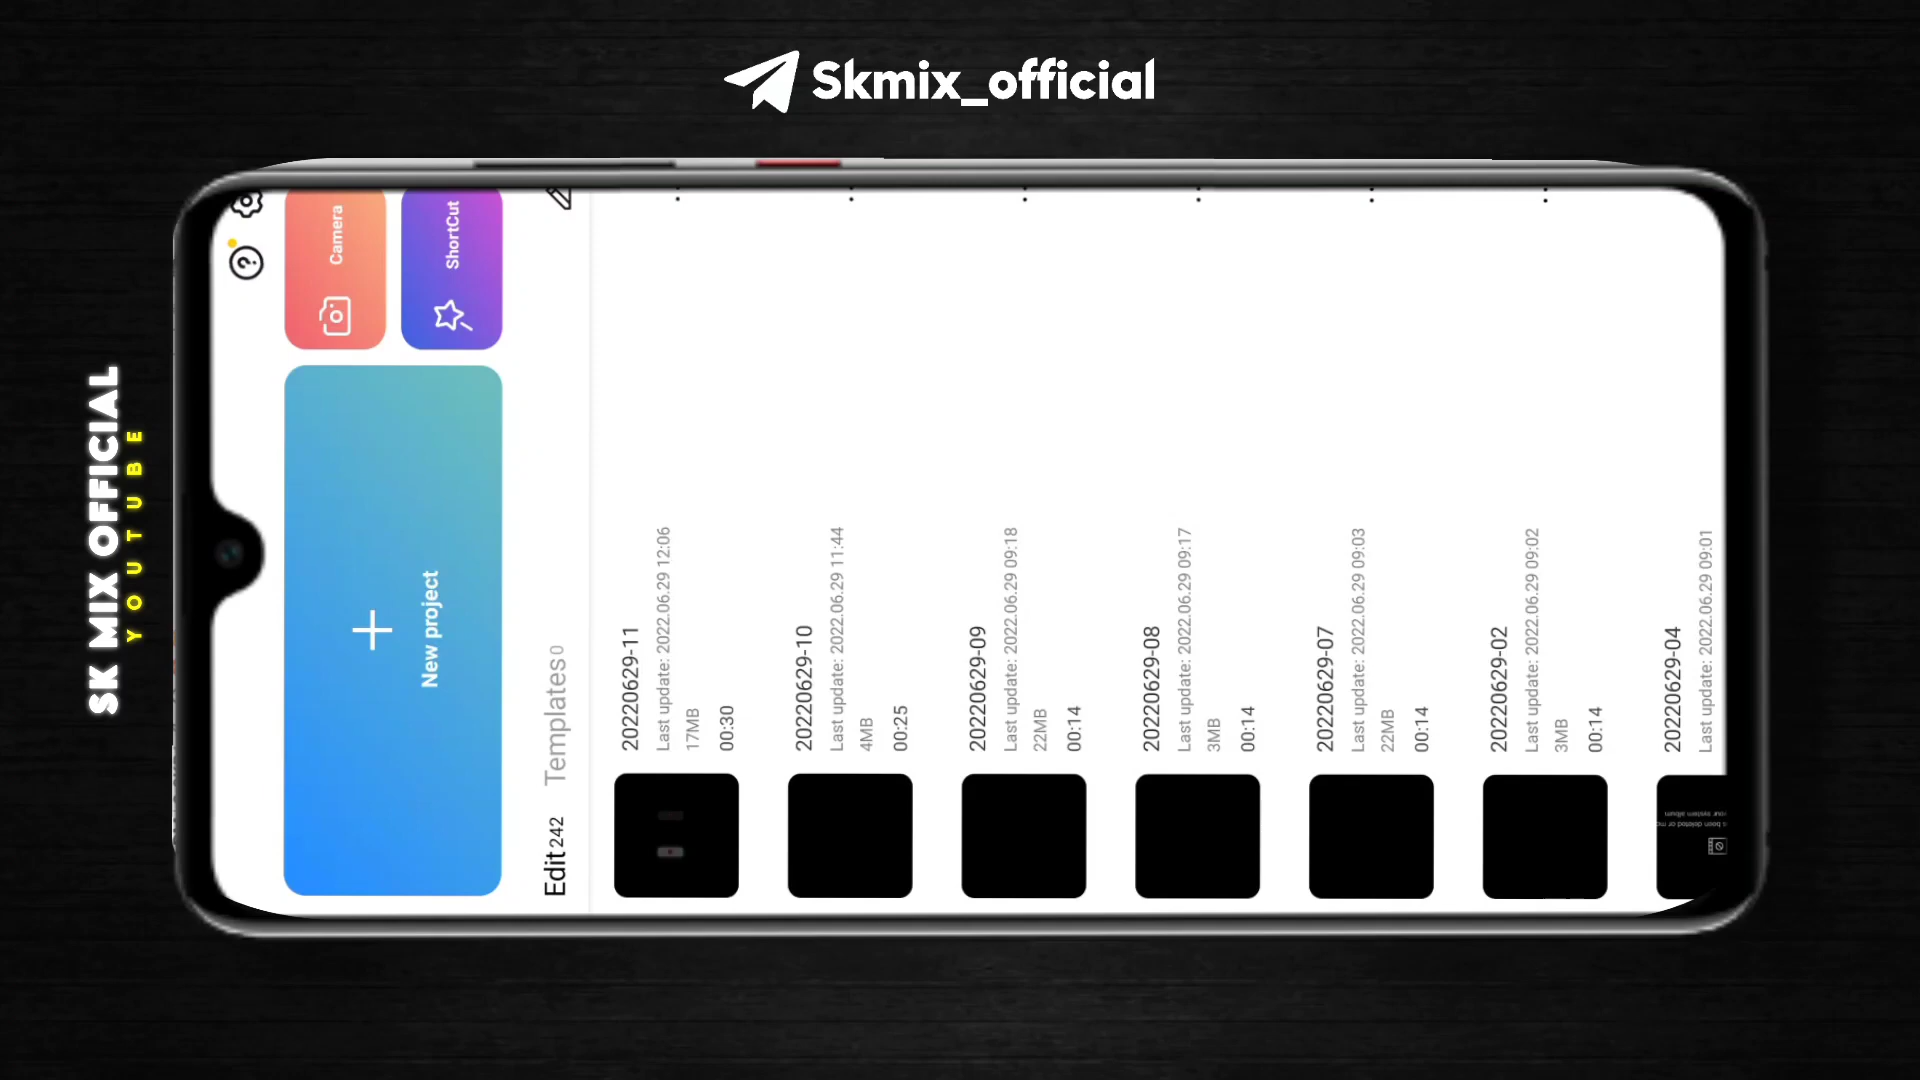 Skmix_official
SK MIX OFFICIAL
YOUTUBE
Camera
ShortCut
New project
Edit 242
Templates 0
20220629-11
Last update: 2022.06.29 12:06
17MB
00:30
20220629-10
Last update: 2022.06.29 11:44
4MB
00:25
20220629-09
Last update: 2022.06.29 09:18
22MB
00:14
20220629-08
Last update: 2022.06.29 09:17
3MB
00:14
20220629-07
Last update: 2022.06.29 09:03
22MB
00:14
20220629-02
Last update: 2022.06.29 09:02
3MB
00:14
20220629-04
Last update: 2022.06.29 09:01